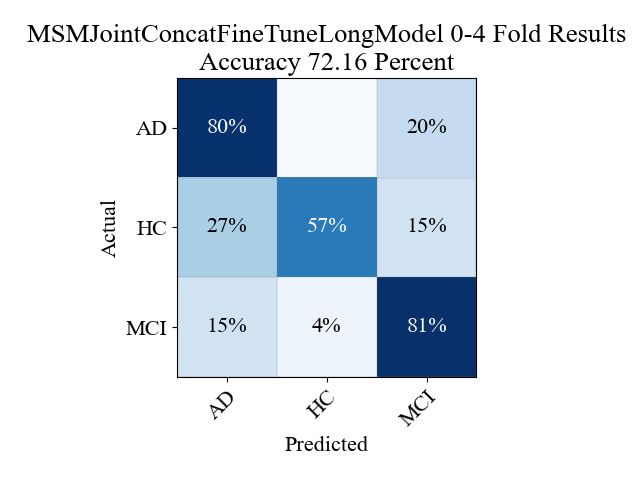 MSMJointConcatFineTuneLongModel 0-4 Fold Results
Accuracy 72.16 Percent
AD 80% 20%
HC 27% 57% 15%
MCI 15% 4% 81%
Actual
AD HC MCI
Predicted